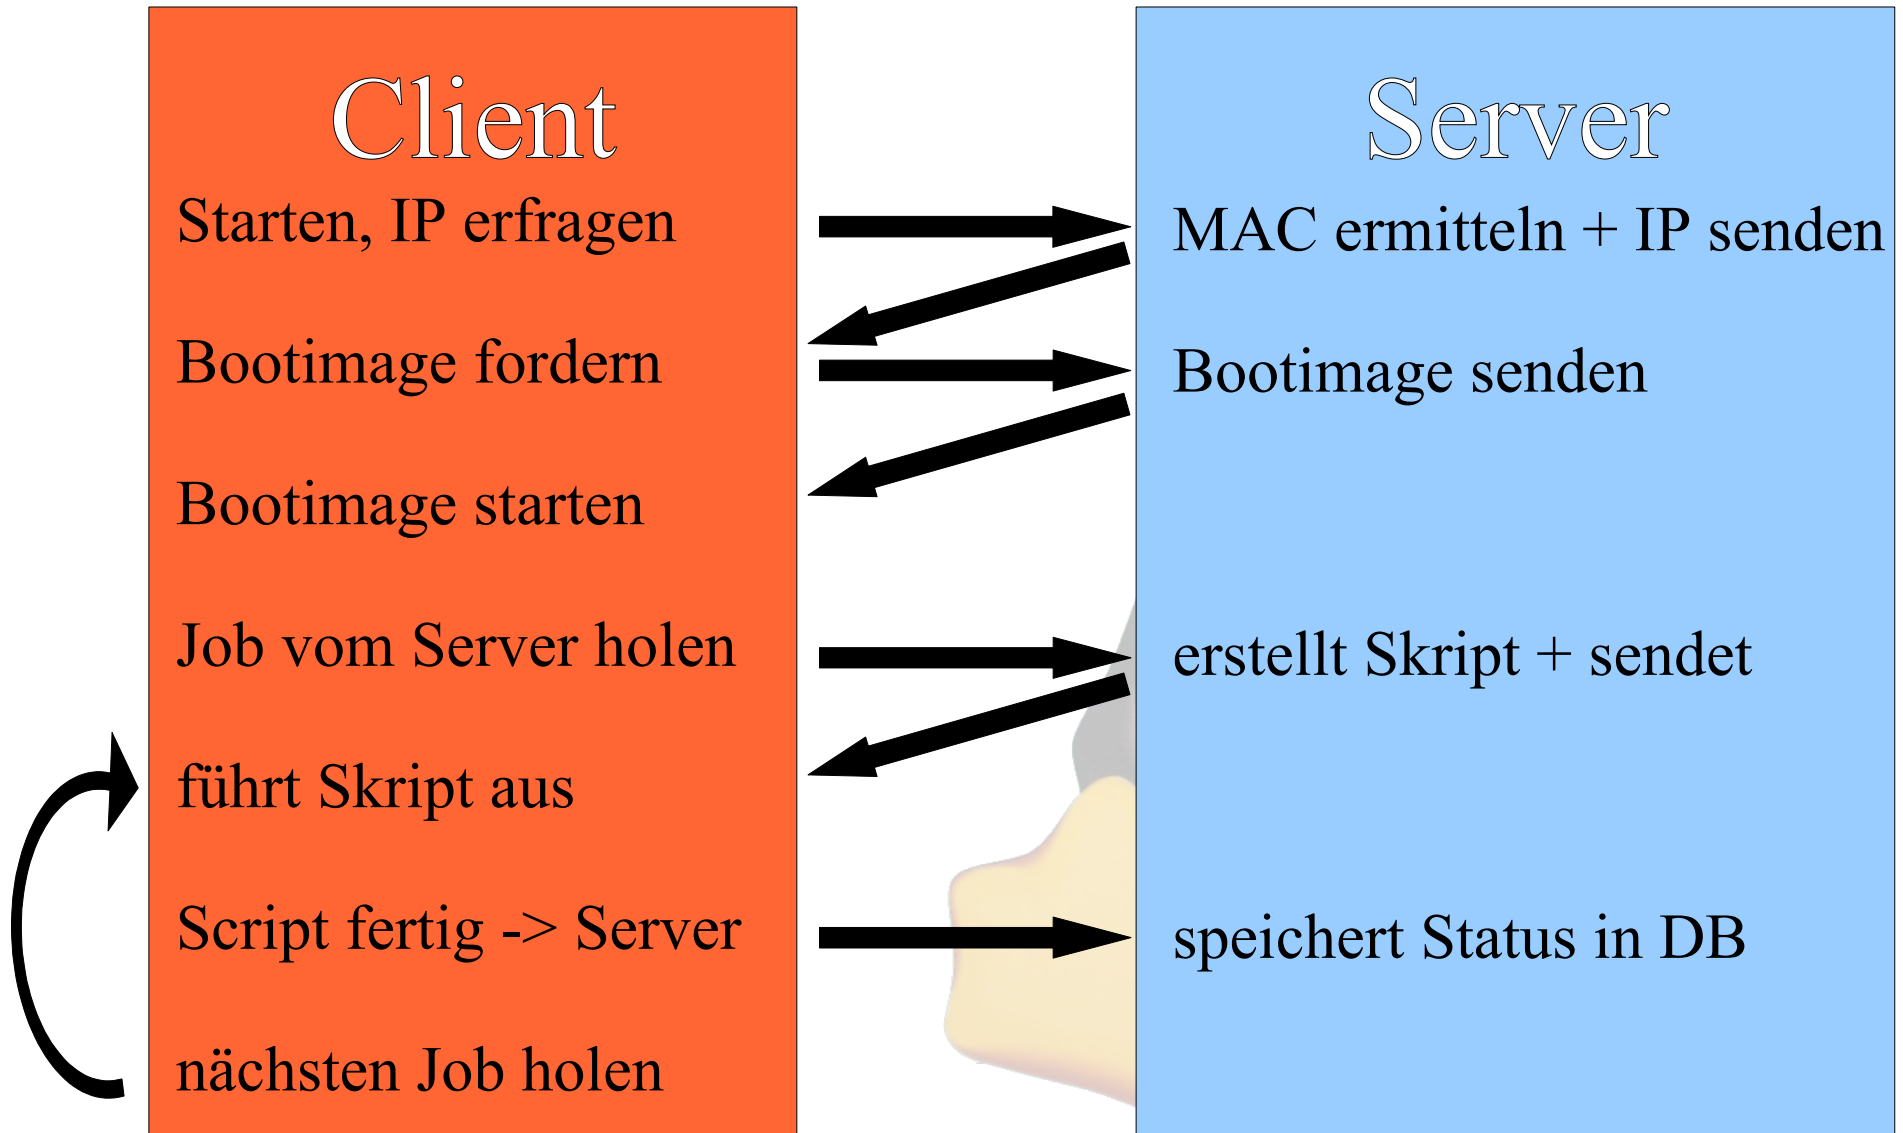 Client
Starten, IP erfragen
Bootimage fordern
Bootimage starten
Job vom Server holen
führt Skript aus
Script fertig -> Server
nächsten Job holen
Server
MAC ermitteln + IP senden
Bootimage senden
erstellt Skript + sendet
speichert Status in DB